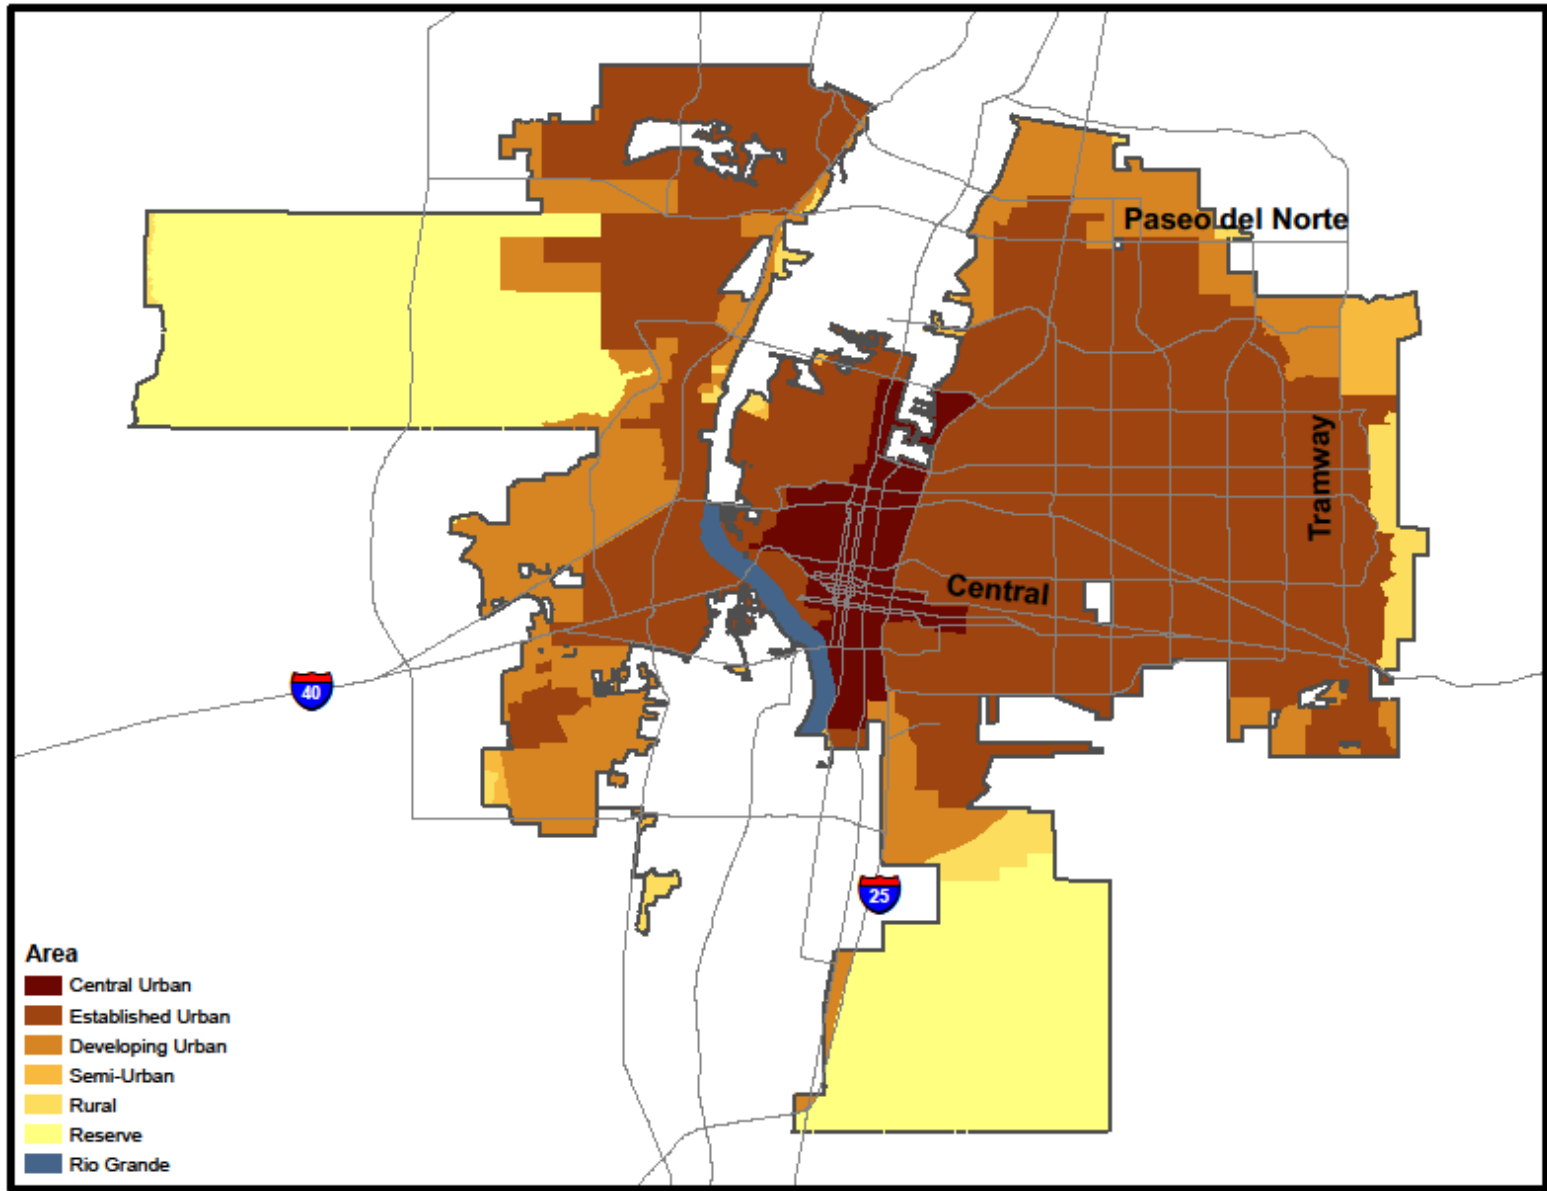 Paseo del Norte
Tramway
Central
40
25
Area
Central Urban
Established Urban
Developing Urban
Semi-Urban
Rural
Reserve
Rio Grande